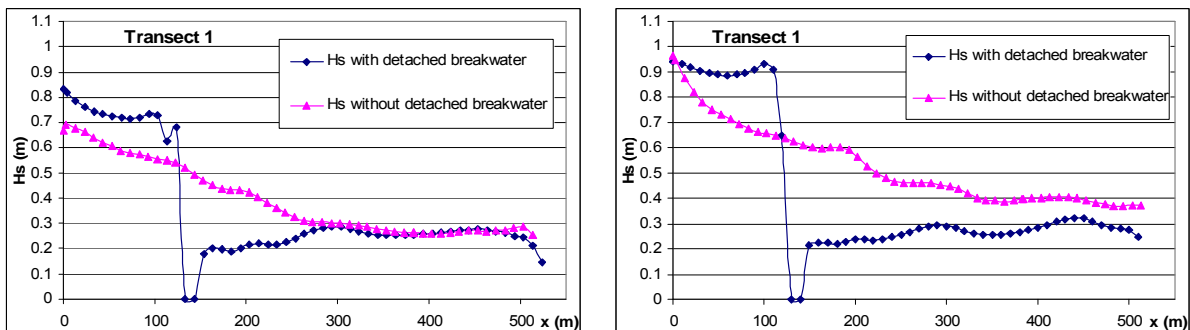 1.1
1
0.9
0.8
0.7
0.6
0.5
0.4
0.3
0.2
0.1
0
Hs (m)
Transect 1
Hs with detached breakwater
Hs without detached breakwater
0 100 200 300 400 500 x (m)
1.1
1
0.9
0.8
0.7
0.6
0.5
0.4
0.3
0.2
0.1
0
Hs (m)
Transect 1
Hs with detached breakwater
Hs without detached breakwater
0 100 200 300 400 500 x (m)